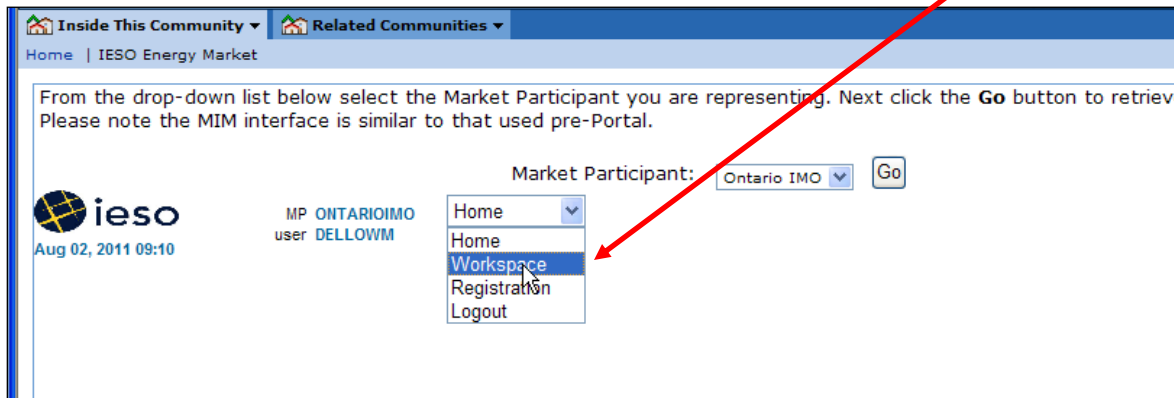 Inside This Community Related Communities
Home | IESO Energy Market
From the drop-down list below select the Market Participant you are representing. Next click the Go button to retriev
Please note the MIM interface is similar to that used pre-Portal.
Market Participant: Ontario IMO Go
ieso MP ONTARIOIMO Home
user DELLOWM
Aug 02, 2011 09:10
Home
Workspace
Registration
Logout